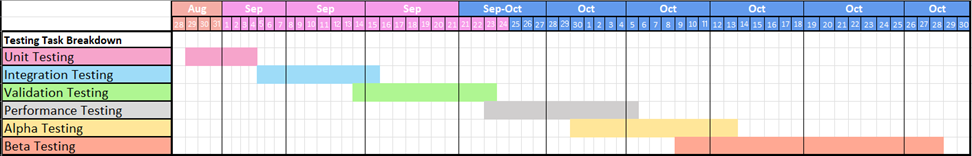 Aug Sep Sep Sep Sep-Oct Oct Oct Oct Oct
28 29 30 31 1 2 3 4 5 6 7 8 9 10 11 12 13 14 15 16 17 18 19 20 21 22 23 23 24 25 26 27 28 29 30 1 2 3 4 5 6 7 8 9 10 11 12 13 14 15 16 17 18 19 20 21 22 23 24 25 26 27 28 29 30
Testing Task Breakdown
Unit Testing
Integration Testing
Validation Testing
Performance Testing
Alpha Testing
Beta Testing